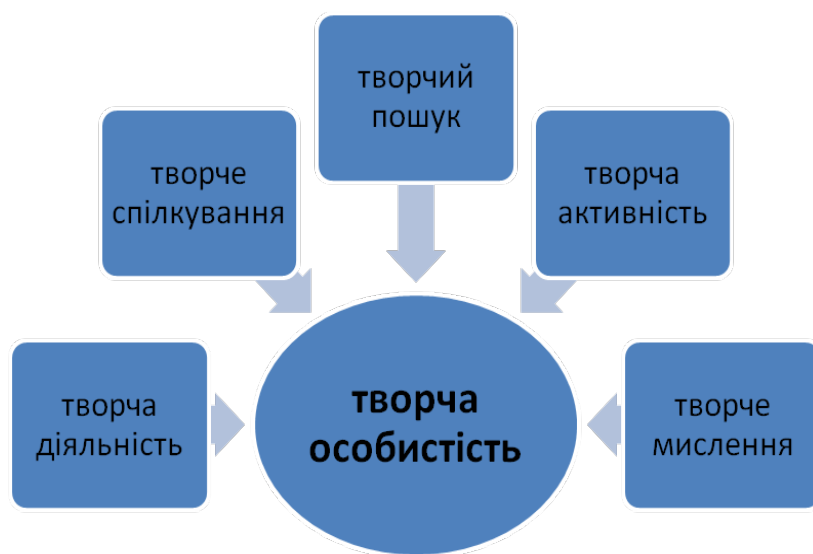 творчий
пошук
творче
спілкування
творча
активність
творча
діяльність
творча
особистість
творче
мислення